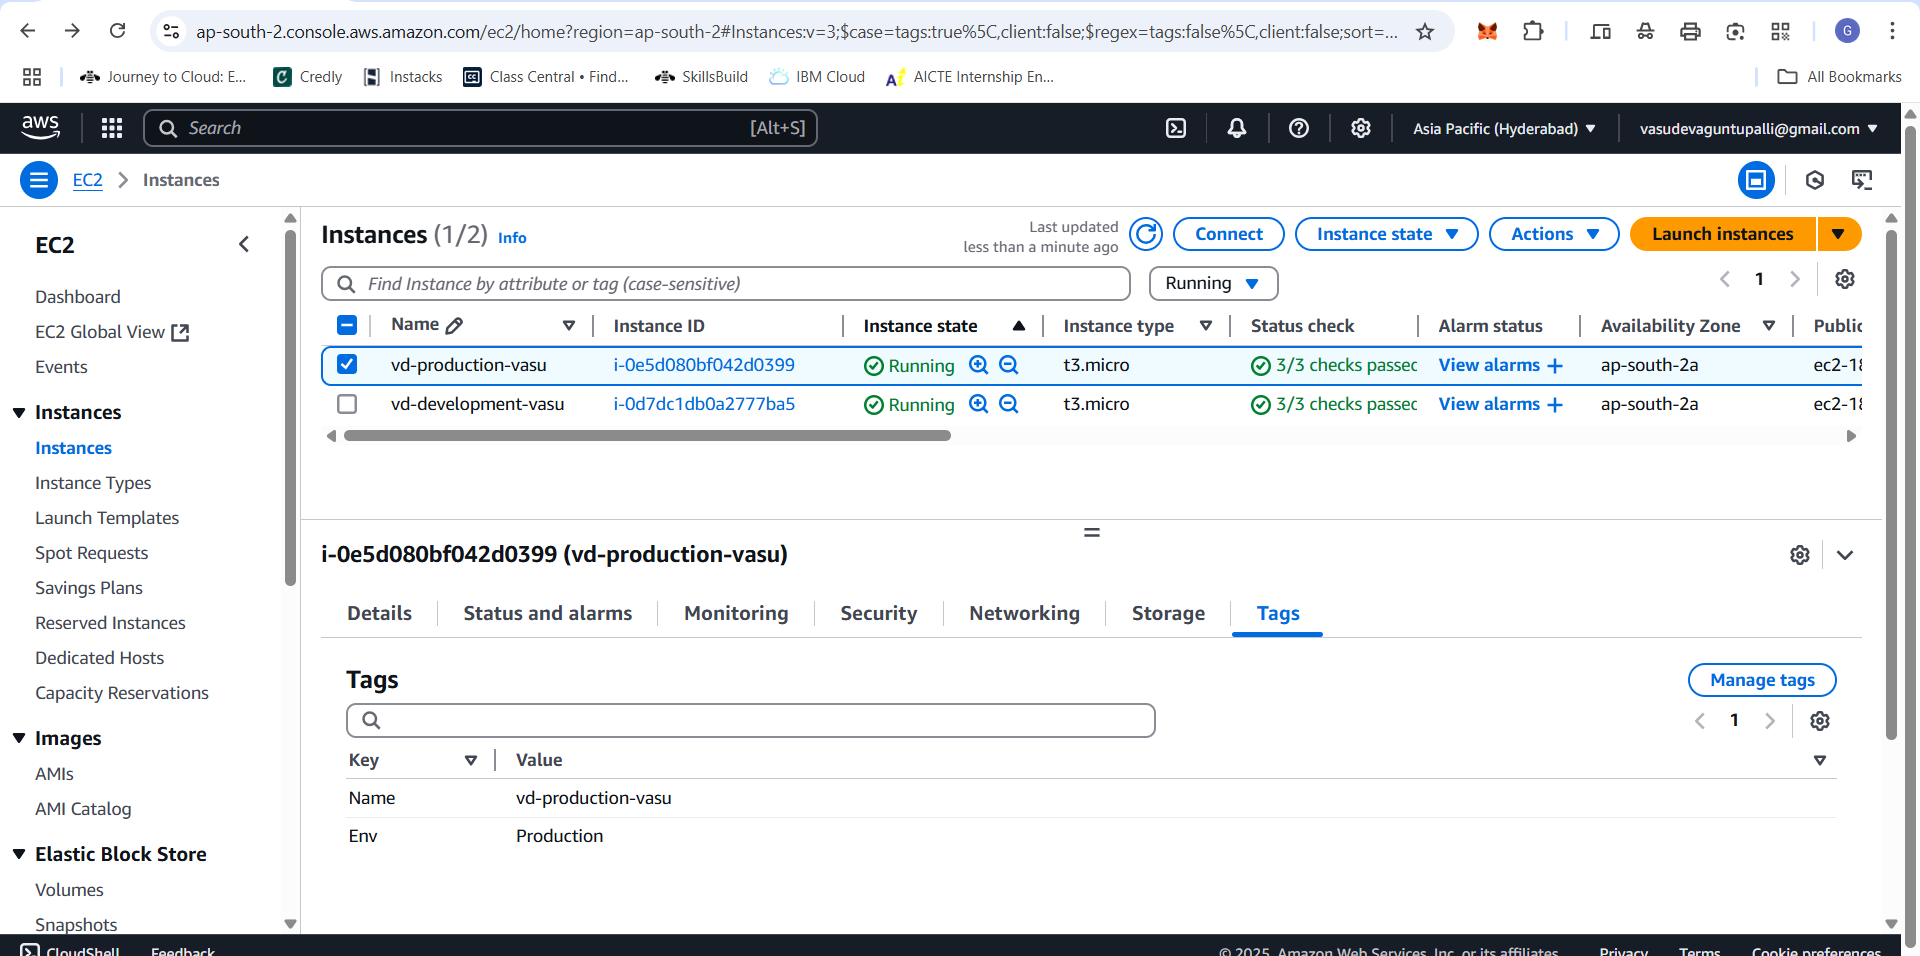 ap-south-2.console.aws.amazon.com/ec2/home?region=ap-south-2#Instances:v=3;$case=tags:true%5C,client:false;$regex=tags:false%5C,client:false;sort=...
G
Journey to Cloud: E...
Credly
Instacks
Class Central • Find...
SkillsBuild
IBM Cloud
AICTE Internship En...
All Bookmarks
aws
Search
[Alt+S]
Asia Pacific (Hyderabad)
vasudevaguntupalli@gmail.com
EC2
Instances
EC2
Dashboard
EC2 Global View
Events
Instances
Instances
Instance Types
Launch Templates
Spot Requests
Savings Plans
Reserved Instances
Dedicated Hosts
Capacity Reservations
Images
AMIs
AMI Catalog
Elastic Block Store
Volumes
Snapshots
Instances (1/2) Info
Last updated
less than a minute ago
Connect
Instance state
Actions
Launch instances
Find Instance by attribute or tag (case-sensitive)
Running
1
Name Instance ID Instance state Instance type Status check Alarm status Availability Zone Public
vd-production-vasu i-0e5d080bf042d0399 Running t3.micro 3/3 checks passec View alarms + ap-south-2a ec2-18
vd-development-vasu i-0d7dc1db0a2777ba5 Running t3.micro 3/3 checks passec View alarms + ap-south-2a ec2-18
i-0e5d080bf042d0399 (vd-production-vasu)
Details
Status and alarms
Monitoring
Security
Networking
Storage
Tags
Tags
Manage tags
1
Key Value
Name vd-production-vasu
Env Production
CloudShell
Feedback
© 2025, Amazon Web Services, Inc. or its affiliates.
Privacy
Terms
Cookie preferences